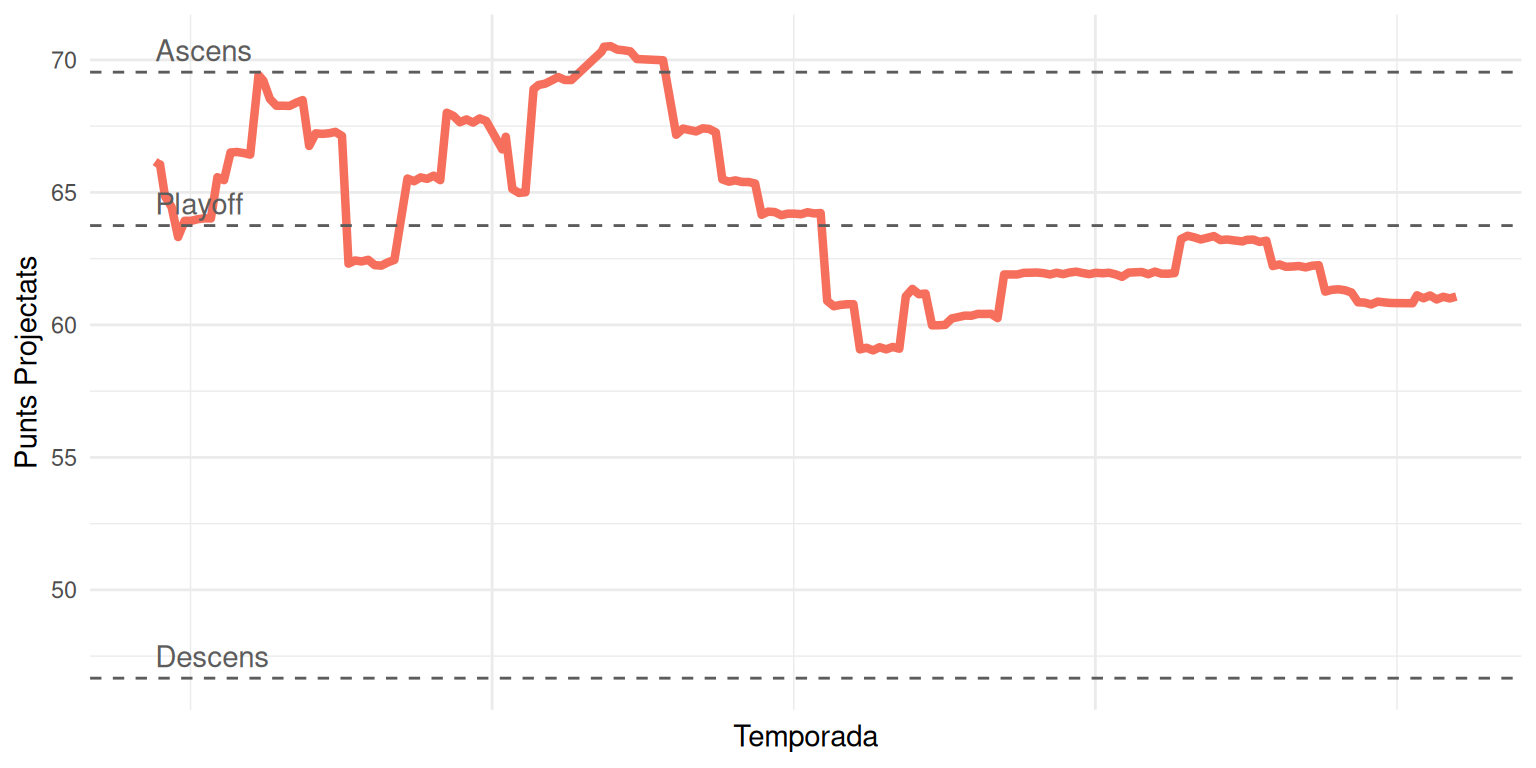 Ascens
70
65
Playoff
60
Punts Projectats
55
50
Descens
Temporada